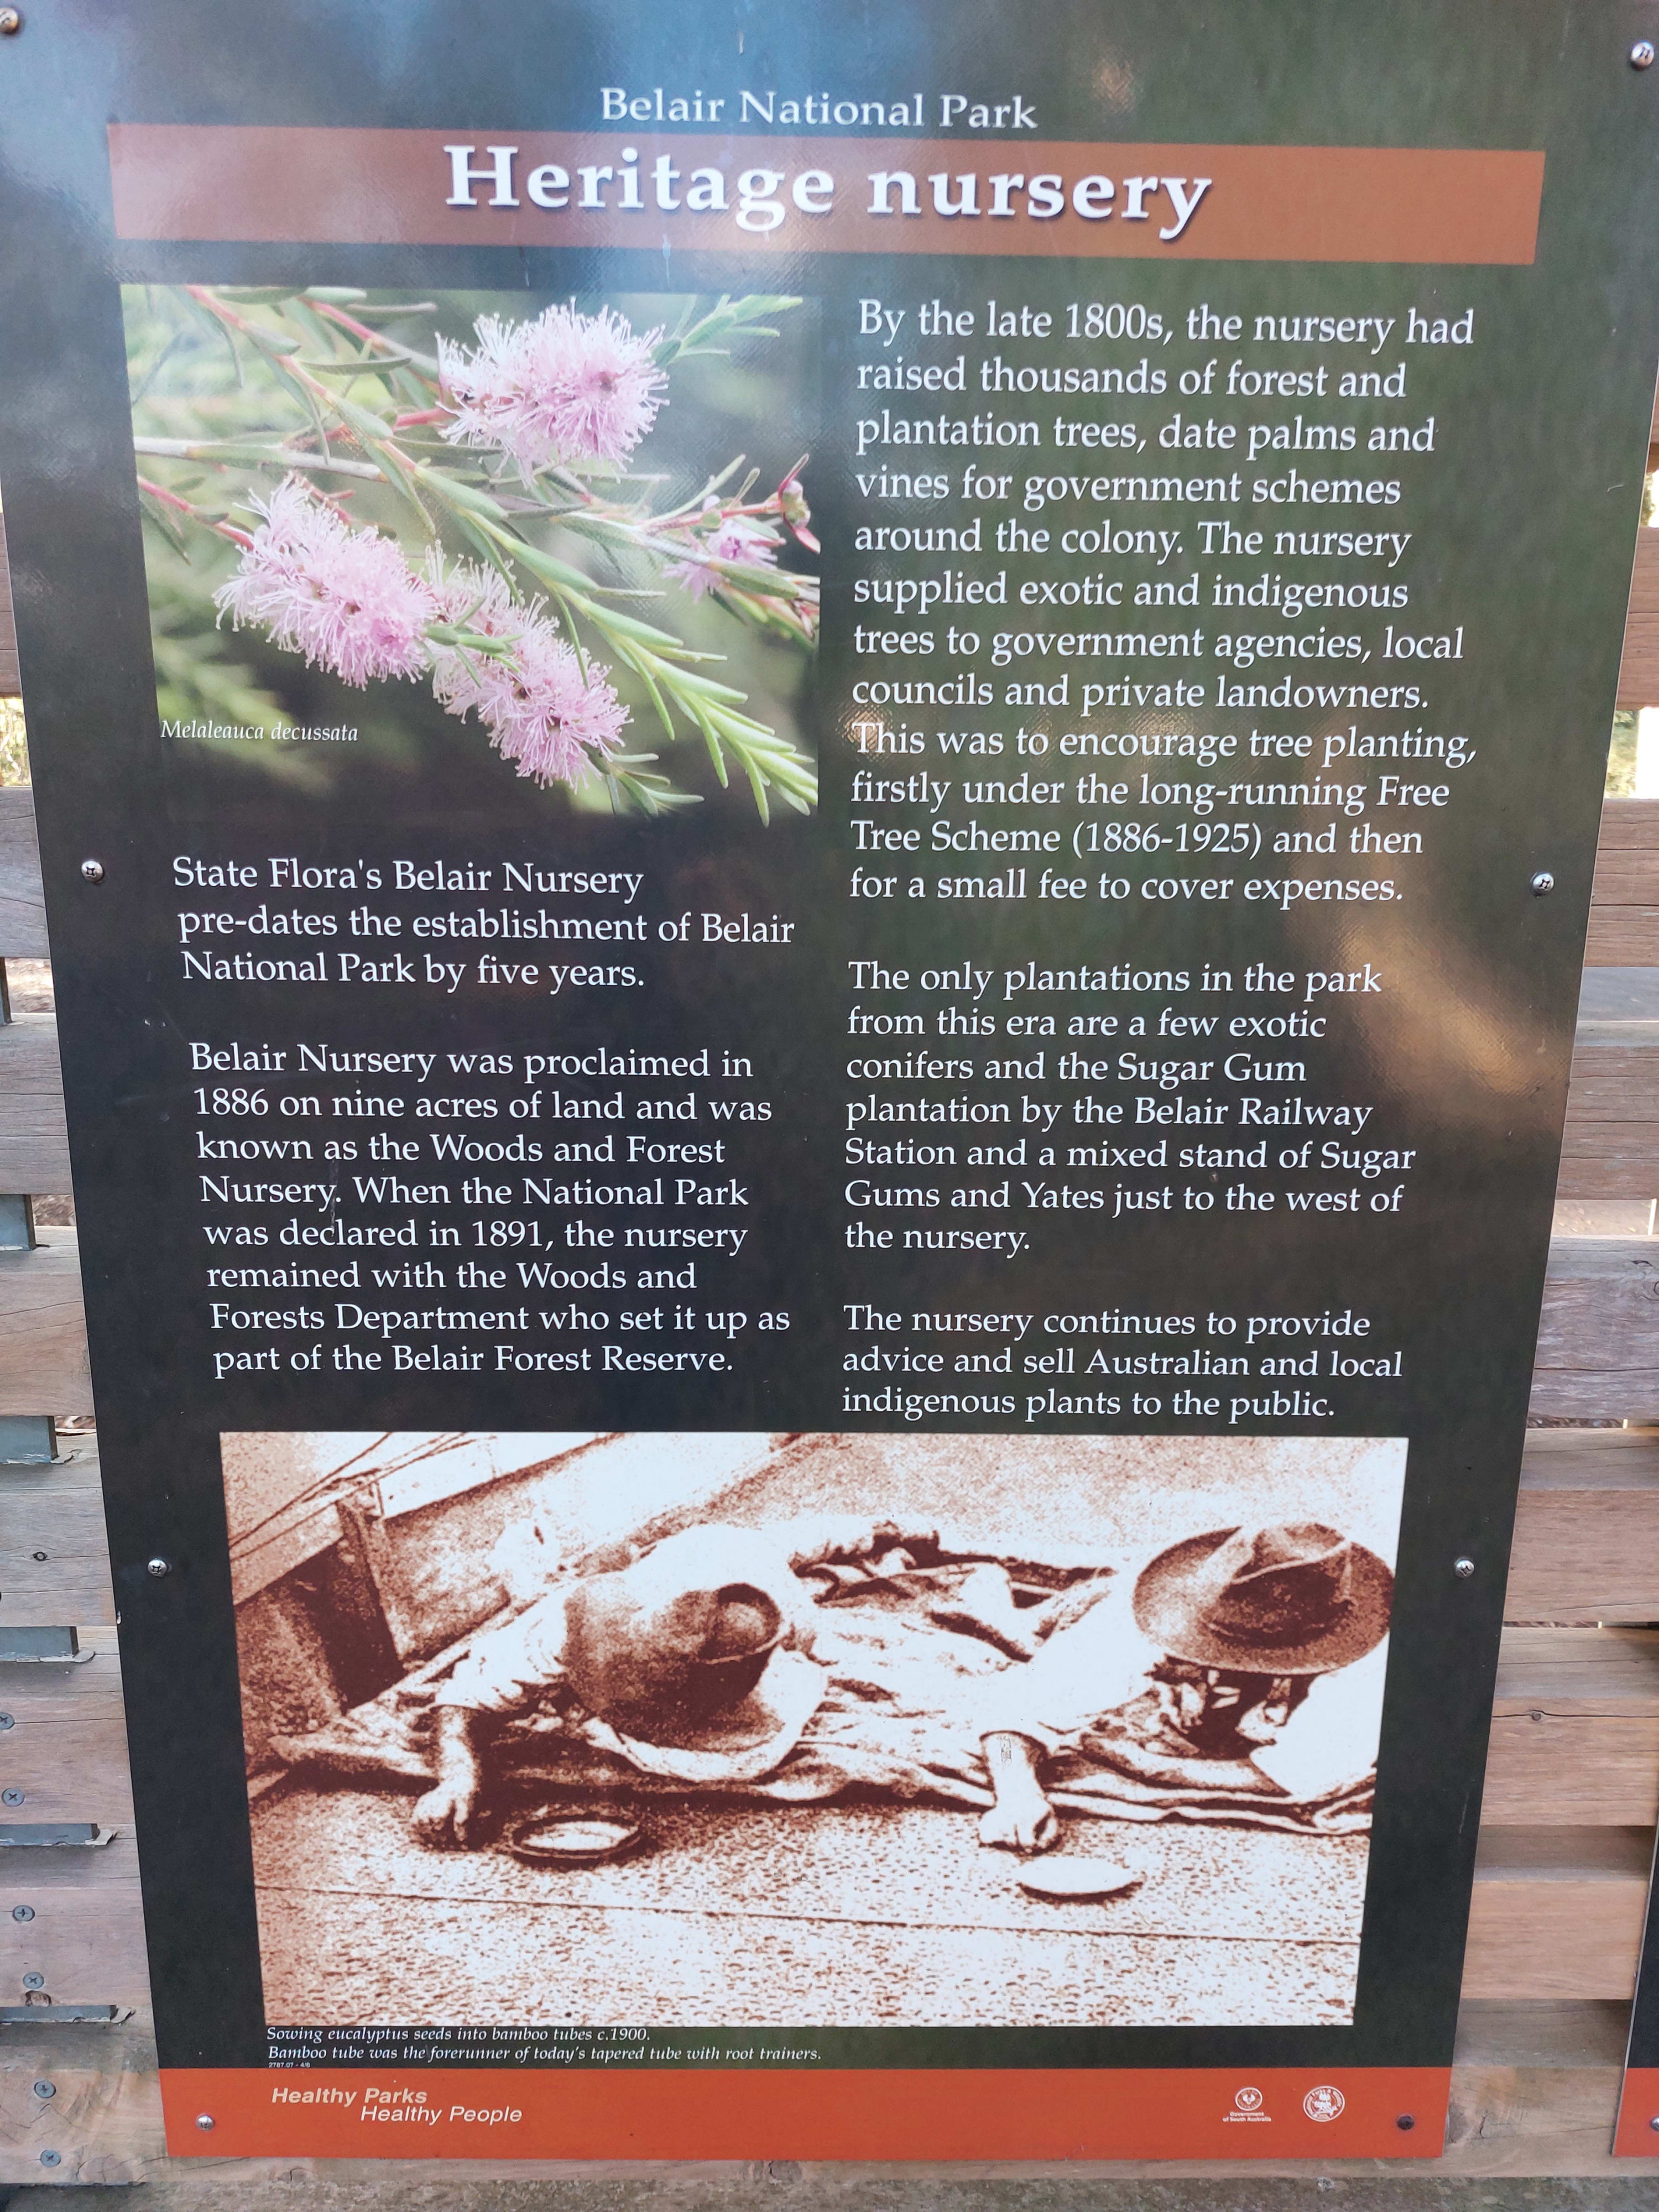 Belair National Park
Heritage nursery
Melaleauca decussata
State Flora's Belair Nursery
pre-dates the establishment of Belair
National Park by five years.
Belair Nursery was proclaimed in
1886 on nine acres of land and was
known as the Woods and Forest
Nursery. When the National Park
was declared in 1891, the nursery
remained with the Woods and
Forests Department who set it up as
part of the Belair Forest Reserve.
By the late 1800s, the nursery had
raised thousands of forest and
plantation trees, date palms and
vines for government schemes
around the colony. The nursery
supplied exotic and indigenous
trees to government agencies, local
councils and private landowners.
This was to encourage tree planting,
firstly under the long-running Free
Tree Scheme (1886-1925) and then
for a small fee to cover expenses.
The only plantations in the park
from this era are a few exotic
conifers and the Sugar Gum
plantation by the Belair Railway
Station and a mixed stand of Sugar
Gums and Yates just to the west of
the nursery.
The nursery continues to provide
advice and sell Australian and local
indigenous plants to the public.
Sowing eucalyptus seeds into bamboo tubes c.1900.
Bamboo tube was the forerunner of today's tapered tube with root trainers.
2787.07 - 4/6
Healthy Parks
Healthy People
Government
of South Australia